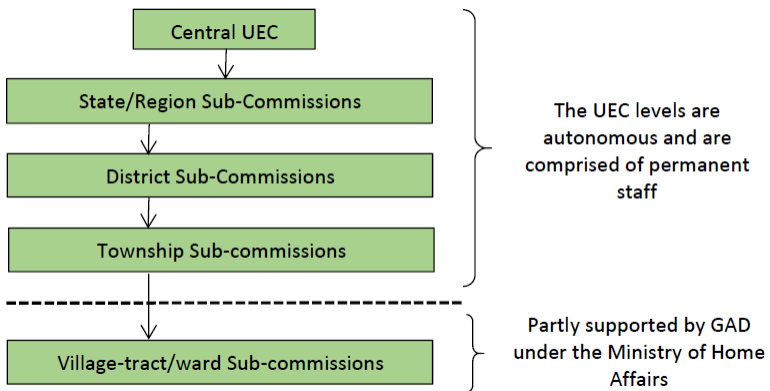 Central UEC
State/Region Sub-Commissions
District Sub-Commissions
Township Sub-commissions
The UEC levels are
autonomous and are
comprised of permanent
staff
Village-tract/ward Sub-commissions
Partly supported by GAD
under the Ministry of Home
Affairs